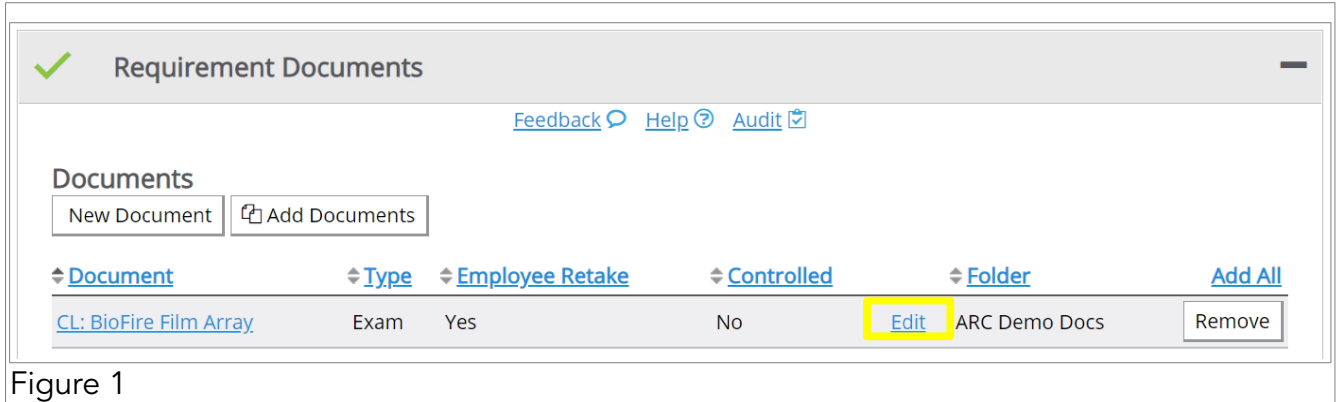 Requirement Documents
Feedback Help Audit
Documents
New Document Add Documents
Document Type Employee Retake Controlled Folder Add All
CL: BioFire Film Array Exam Yes No Edit ARC Demo Docs Remove
Figure 1